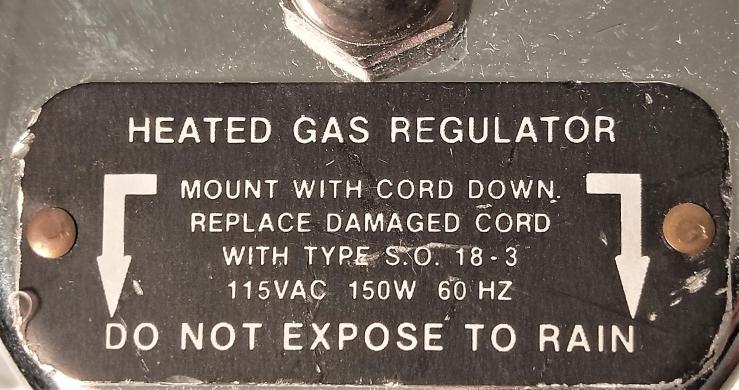 HEATED GAS REGULATOR
MOUNT WITH CORD DOWN.
REPLACE DAMAGED CORD
WITH TYPE S.O. 18-3
115VAC 150W 60 HZ
DO NOT EXPOSE TO RAIN